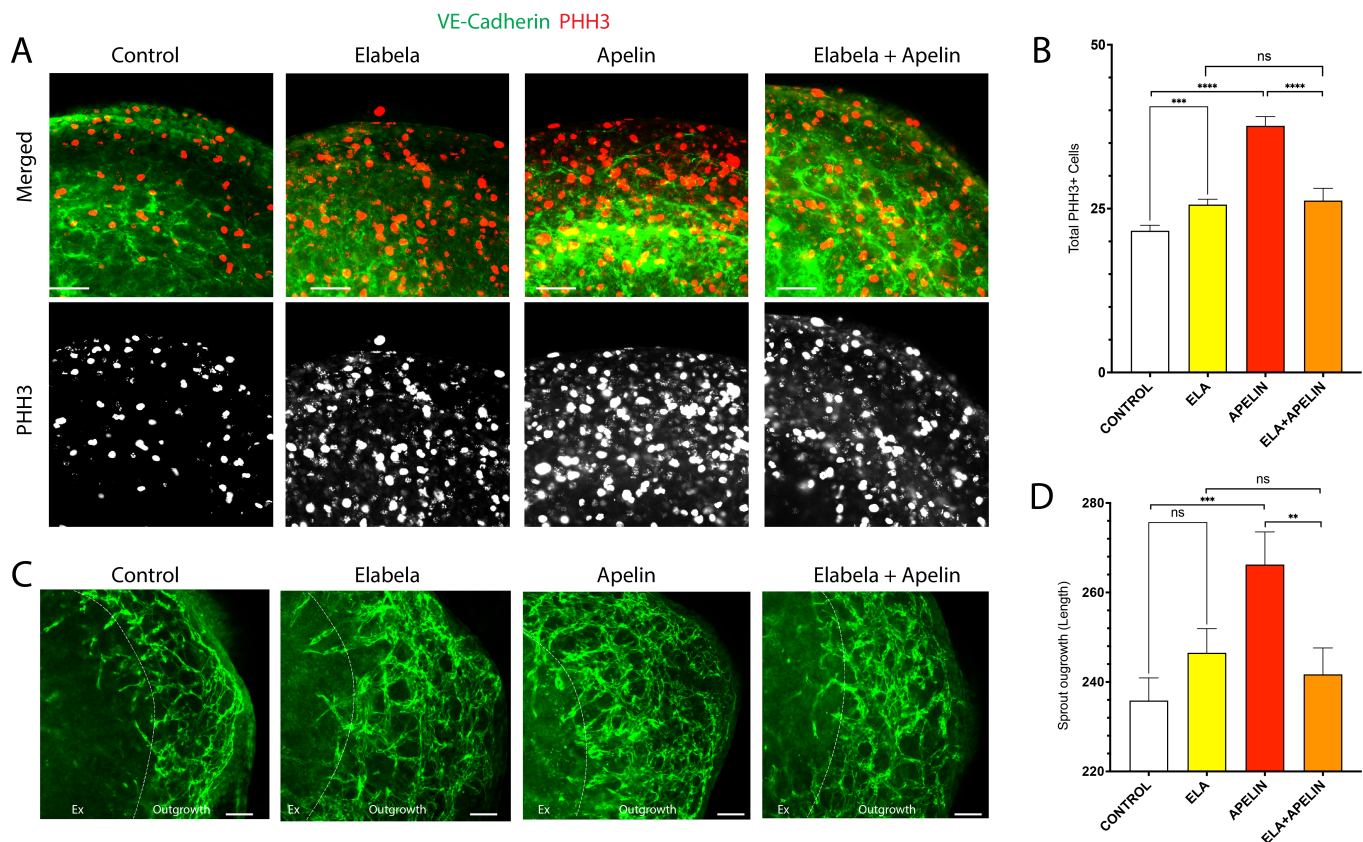 VE-Cadherin PHH3
A
Control
Elabela
Apelin
Elabela + Apelin
Merged
PHH3
B
50
25
0
Total PHH3+ Cells
ns
****
****
***
CONTROL
ELA
APELIN
ELA+APELIN
C
Control
Elabela
Apelin
Elabela + Apelin
Ex
Outgrowth
Ex
Outgrowth
Ex
Outgrowth
Ex
Outgrowth
D
280
260
240
220
Sprout ougrowth (Length)
ns
***
ns
**
CONTROL
ELA
APELIN
ELA+APELIN